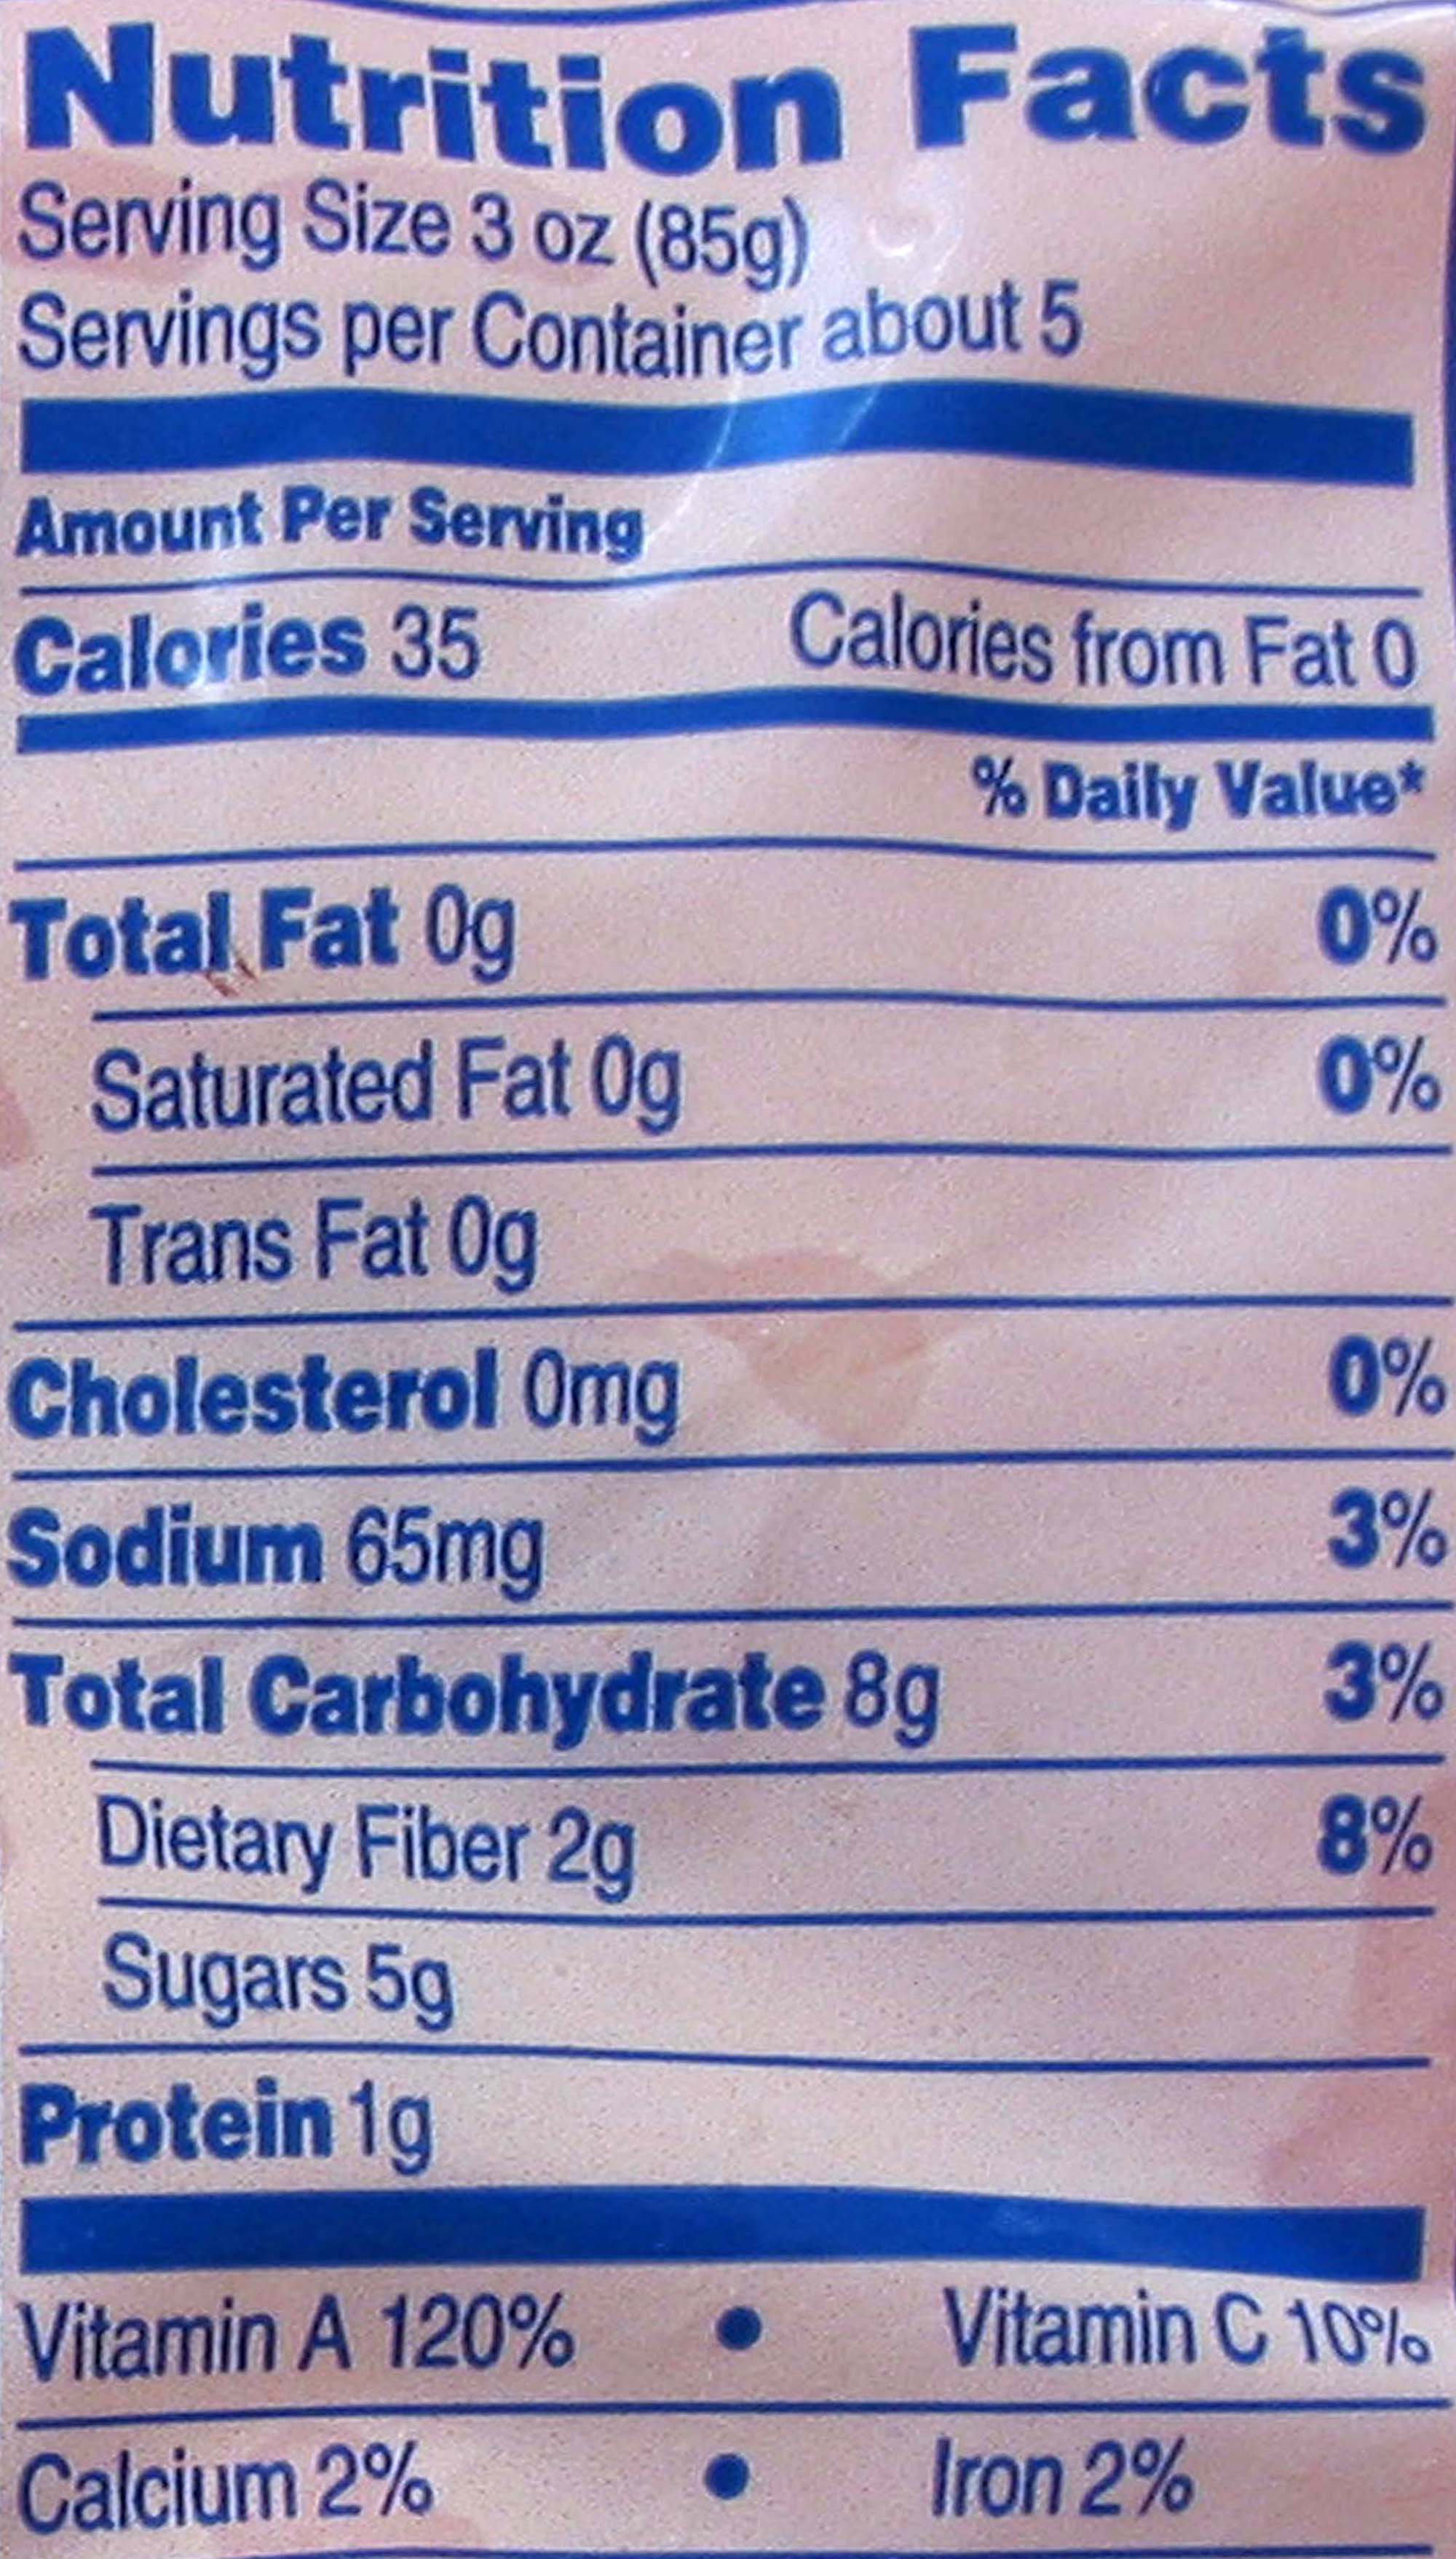 Nutrition Facts
Serving Size 3 oz (85g)
Servings per Container about 5
Amount Per Serving
Calories 35 Calories from Fat 0
% Daily Value*
Total Fat 0g 0%
Saturated Fat 0g 0%
Trans Fat 0g
Cholesterol 0mg 0%
Sodium 65mg 3%
Total Carbohydrate 8g 3%
Dietary Fiber 2g 8%
Sugars 5g
Protein 1g
Vitamin A 120% • Vitamin C 10%
Calcium 2% • Iron 2%